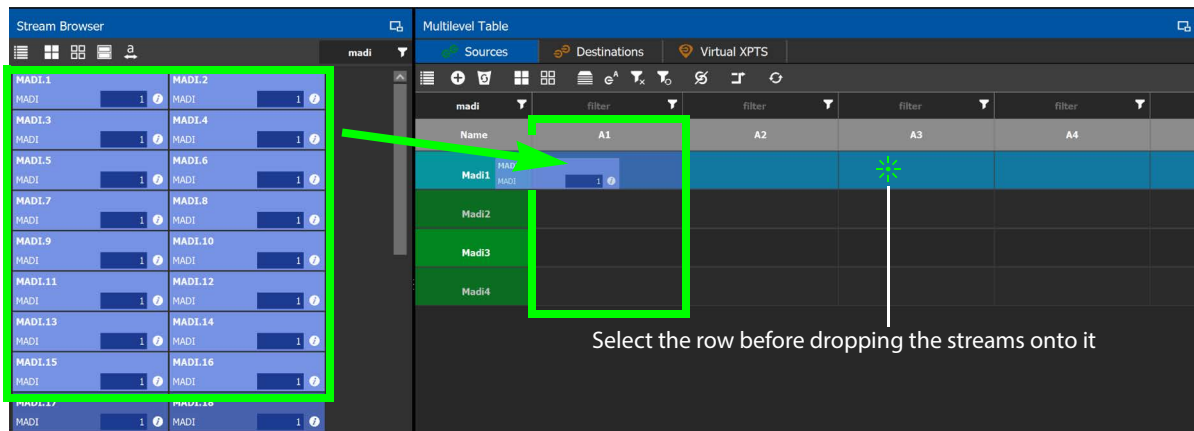 Stream Browser
madi
MADI.1 MADI.2
MADI 1 i MADI 1 i
MADI.3 MADI.4
MADI 1 i MADI 1 i
MADI.5 MADI.6
MADI 1 i MADI 1 i
MADI.7 MADI.8
MADI 1 i MADI 1 i
MADI.9 MADI.10
MADI 1 i MADI 1 i
MADI.11 MADI.12
MADI 1 i MADI 1 i
MADI.13 MADI.14
MADI 1 i MADI 1 i
MADI.15 MADI.16
MADI 1 i MADI 1 i
MADI.17 MADI.18
MADI 1 i MADI 1 i
Multilevel Table
Sources Destinations Virtual XPTS
madi filter filter filter filter
Name A1 A2 A3 A4
Madi1
MADI
MADI 1 i
Madi2
Madi3
Madi4
Select the row before dropping the streams onto it